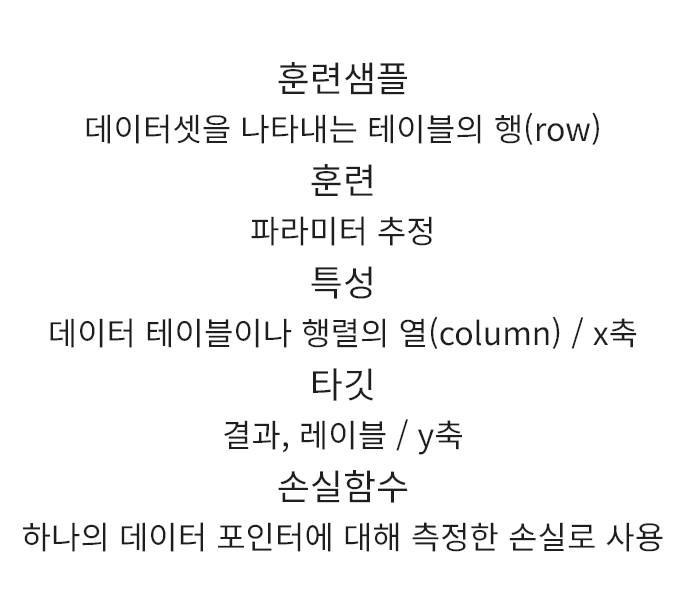 훈련샘플
데이터셋을 나타내는 테이블의 행(row)
훈련
파라미터 추정
특성
데이터 테이블이나 행렬의 열(column) / x축
타깃
결과, 레이블 / y축
손실함수
하나의 데이터 포인터에 대해 측정한 손실로 사용